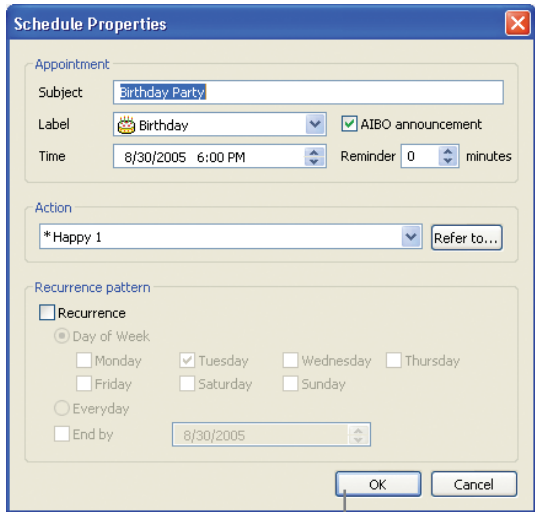 Schedule Properties
Appointment
Subject Birthday Party
Label Birthday AIBO announcement
Time 8/30/2005 6:00 PM Reminder 0 minutes
Action
*Happy 1 Refer to...
Recurrence pattern
Recurrence
Day of Week
Monday Tuesday Wednesday Thursday
Friday Saturday Sunday
Everyday
End by 8/30/2005
OK Cancel